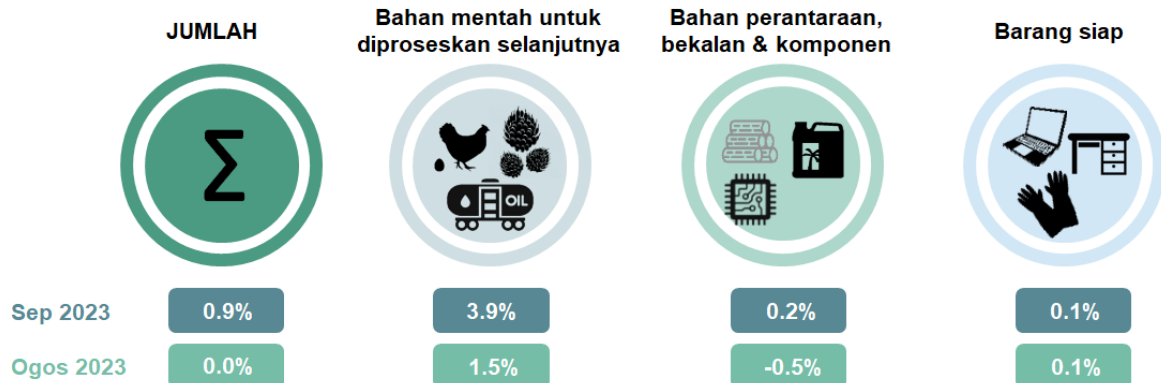 JUMLAH
Bahan mentah untuk
diproseskan selanjutnya
Bahan perantaraan,
bekalan & komponen
Barang siap
Σ
OIL
Sep 2023 0.9% 3.9% 0.2% 0.1%
Ogos 2023 0.0% 1.5% -0.5% 0.1%